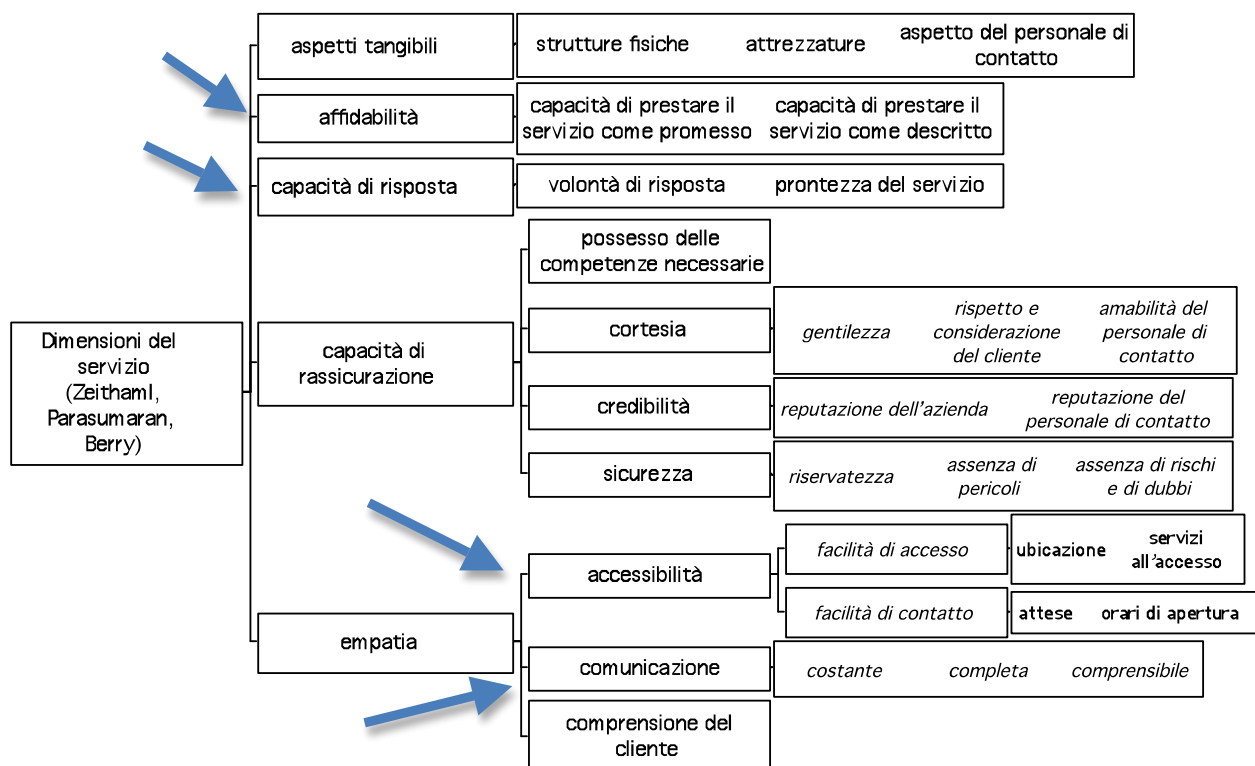 aspetti tangibili
strutture fisiche
attrezzature
aspetto del personale di
contatto
affidabilità
capacità di prestare il
servizio come promesso
capacità di prestare il
servizio come descritto
capacità di risposta
volontà di risposta
prontezza del servizio
Dimensioni del
servizio
(Zeithaml,
Parasumaran,
Berry)
capacità di
rassicurazione
possesso delle
competenze necessarie
cortesia
gentilezza
rispetto e
considerazione
del cliente
amabilità del
personale di
contatto
credibilità
reputazione dell'azienda
reputazione del
personale di contatto
sicurezza
riservatezza
assenza di
pericoli
assenza di rischi
e di dubbi
empatia
accessibilità
facilità di accesso
ubicazione
servizi
all'accesso
facilità di contatto
attese
orari di apertura
comunicazione
costante
completa
comprensibile
comprensione del
cliente